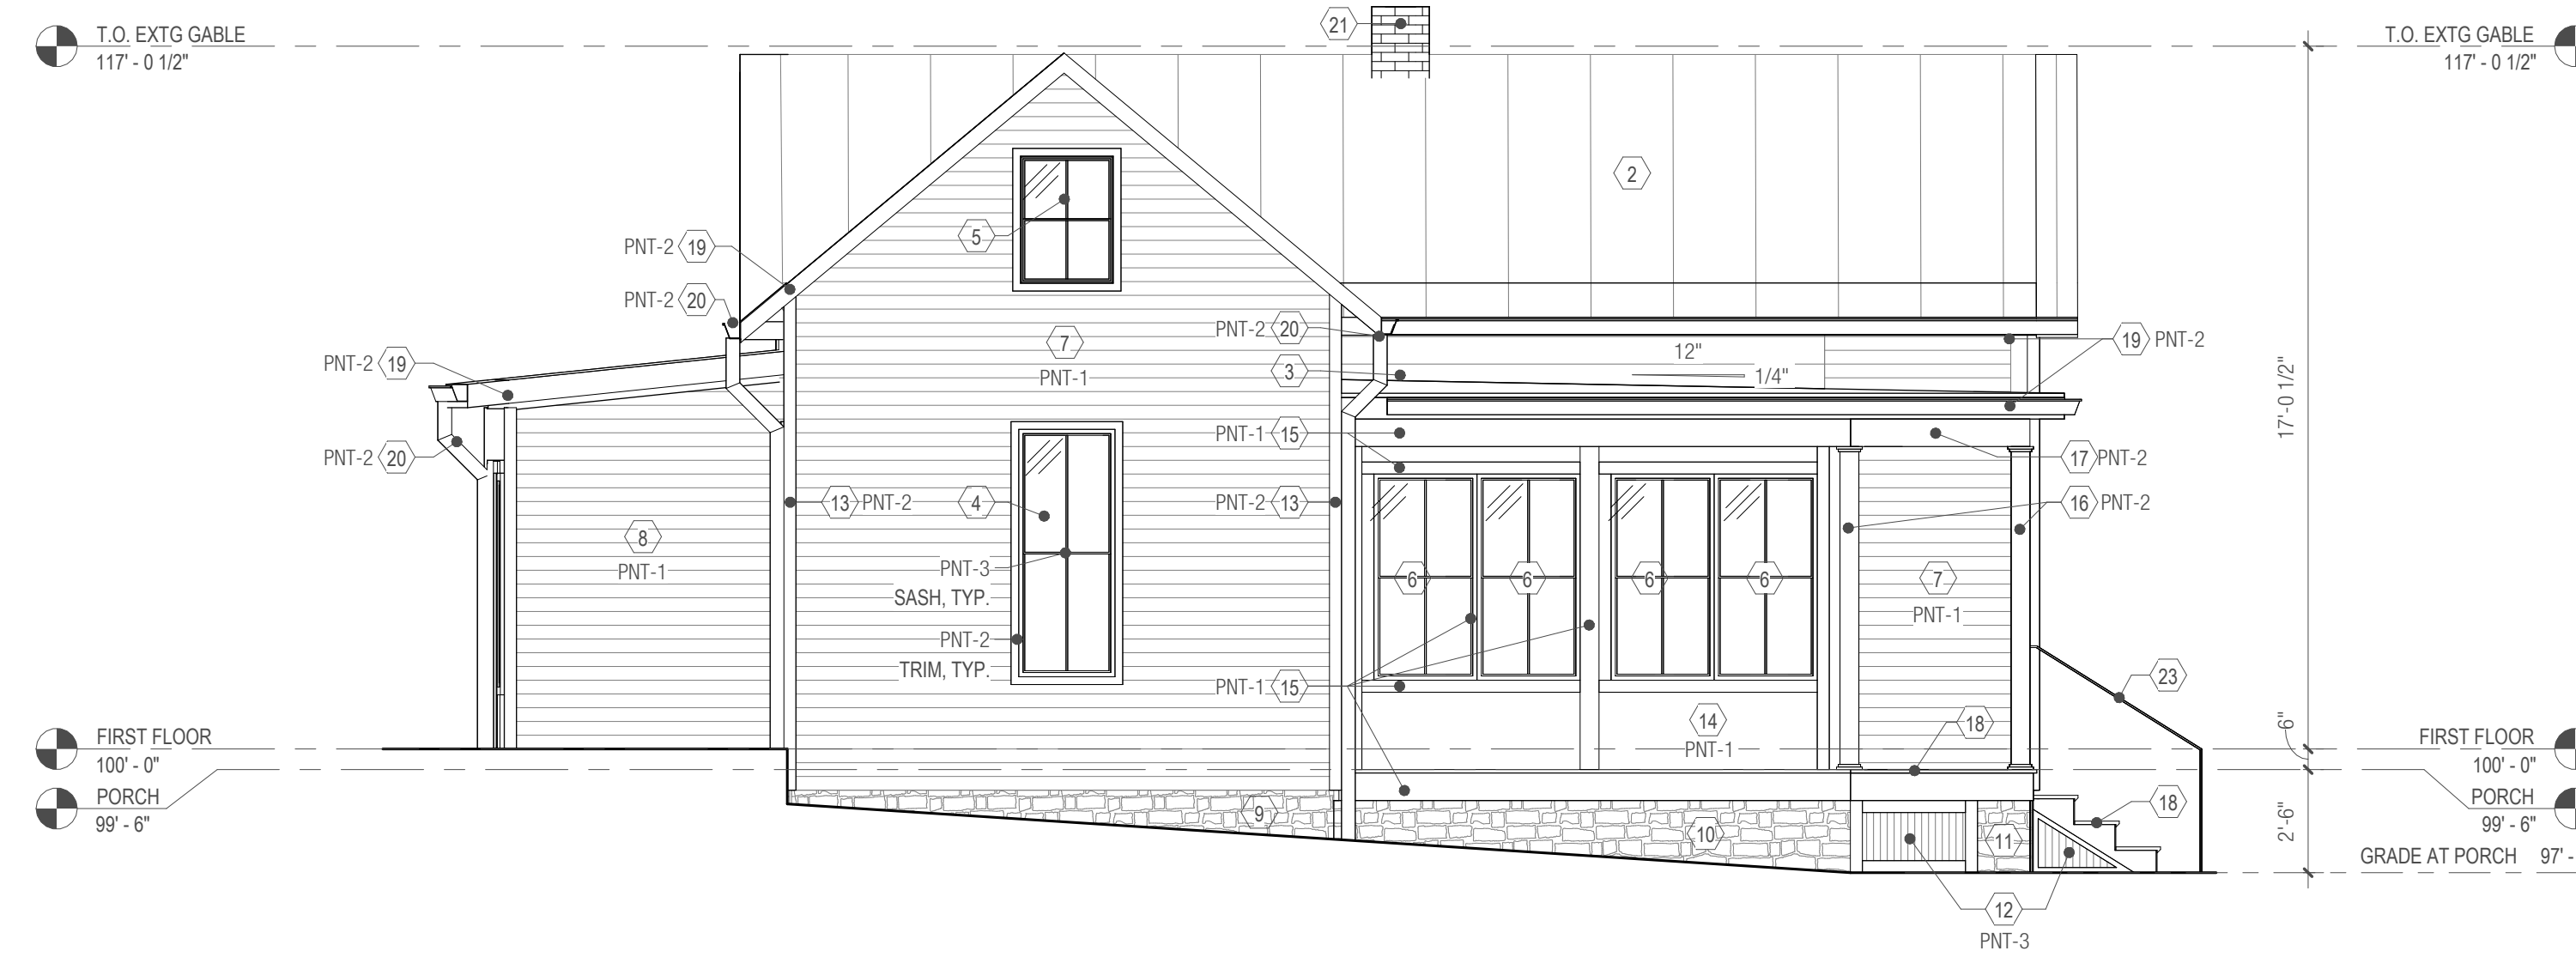 21
T.O. EXTG GABLE
117' - 0 1/2"
T.O. EXTG GABLE
117' - 0 1/2"
2
5
PNT-2 19
PNT-2 20
7
PNT-1
PNT-2 20
19 PNT-2
12"
1/4"
3
PNT-2 19
17'-0 1/2"
PNT-1 15
17 PNT-2
PNT-2 20
13 PNT-2
4
PNT-2 13
16 PNT-2
8
PNT-1
PNT-3
SASH, TYP.
6
6
6
6
7
PNT-1
PNT-2
TRIM, TYP.
PNT-1 15
23
14
PNT-1
18
6"
FIRST FLOOR
100' - 0"
FIRST FLOOR
100' - 0"
PORCH
99' - 6"
PORCH
99' - 6"
9
10
11
18
2'-6"
GRADE AT PORCH 97' -
12
PNT-3